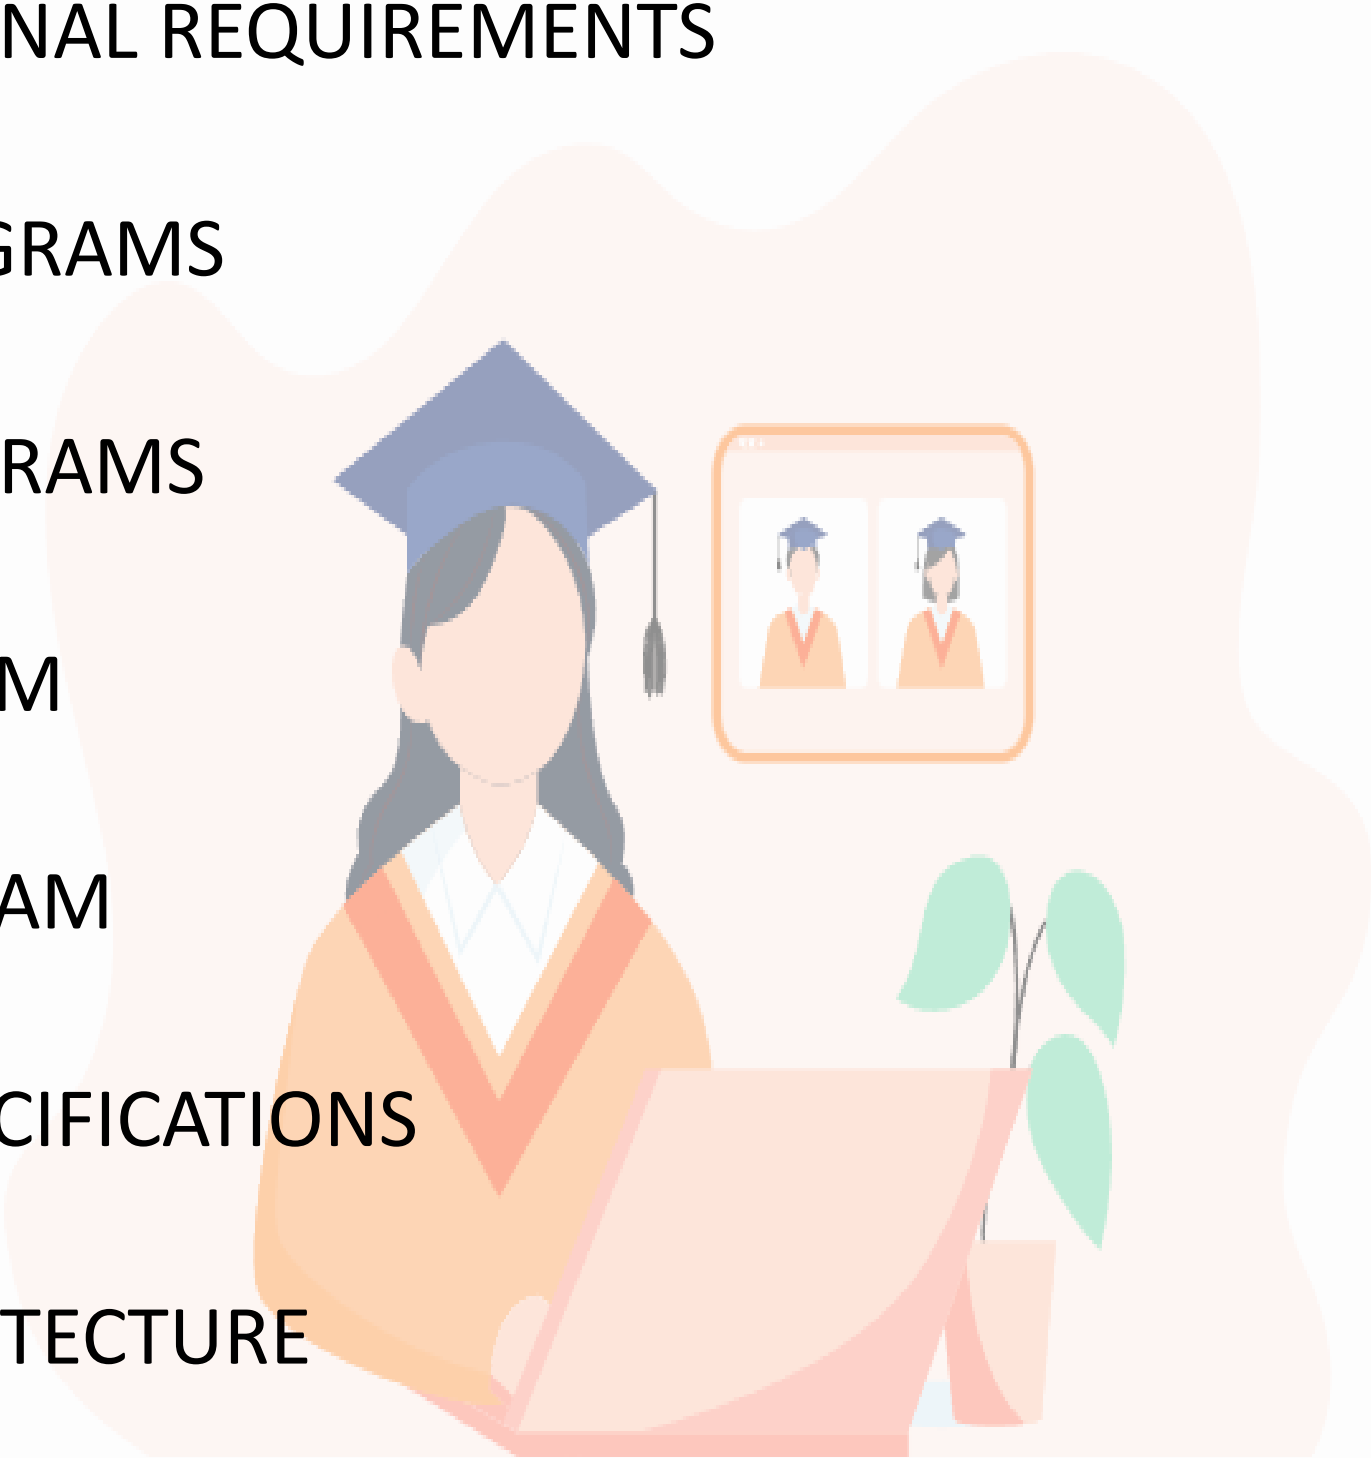 NAL REQUIREMENTS
GRAMS
RAMS
M
AM
CIFICATIONS
TECTURE